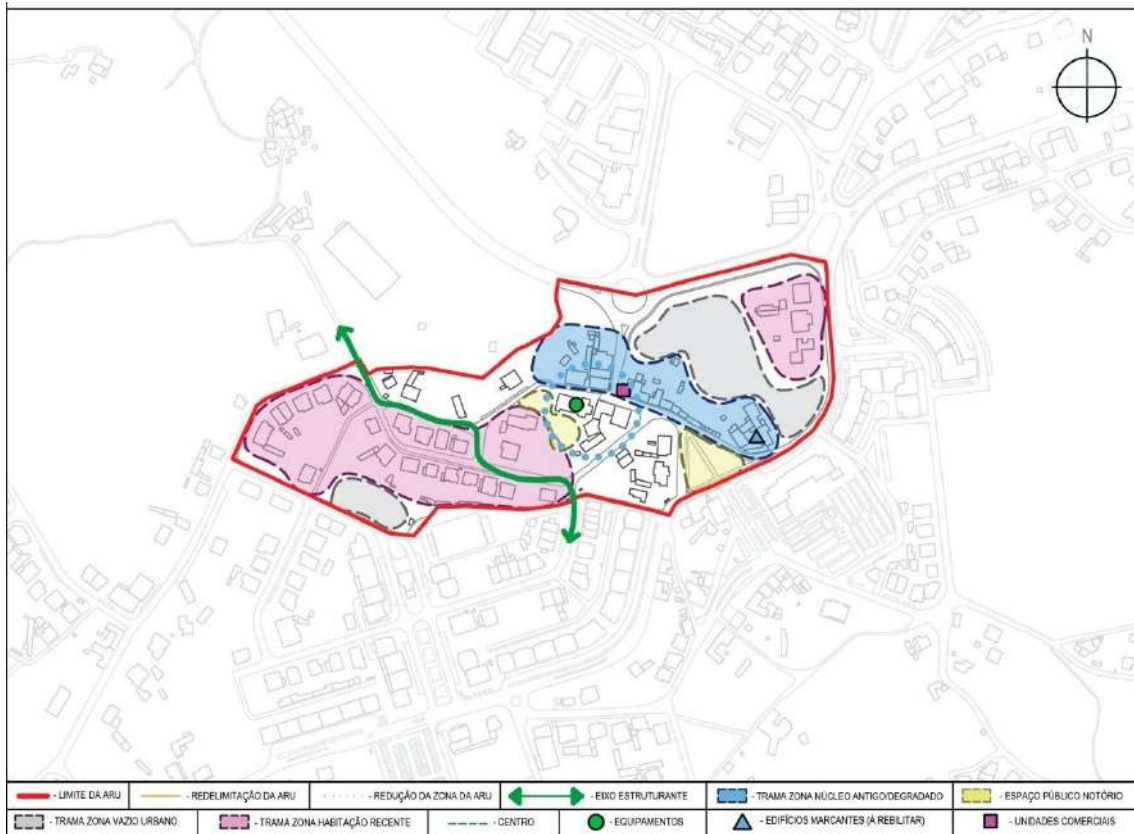 N
- LIMITE DA ARU - REDELIMITAÇÃO DA ARU - REDUÇÃO DA ZONA DA ARU - EIXO ESTRUTURANTE - TRAMA ZONA NÚCLEO ANTIGO/DEGRADADO - ESPAÇO PÚBLICO NOTÓRIO
- TRAMA ZONA VAZIO URBANO - TRAMA ZONA HABITAÇÃO RECENTE - CENTRO - EQUIPAMENTOS - EDIFÍCIOS MARCANTES (Á REBILITAR) - UNIDADES COMERCIAIS